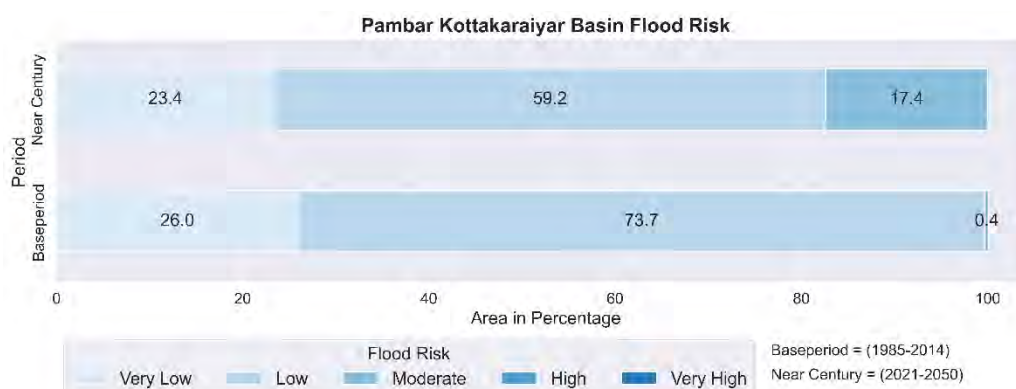 Pambar Kottakaraiyar Basin Flood Risk
Period
Near Century
23.4 59.2 17.4
Baseperiod
26.0 73.7 0.4
0 20 40 60 80 100
Area in Percentage
Flood Risk
Very Low Low Moderate High Very High
Baseperiod = (1985-2014)
Near Century = (2021-2050)